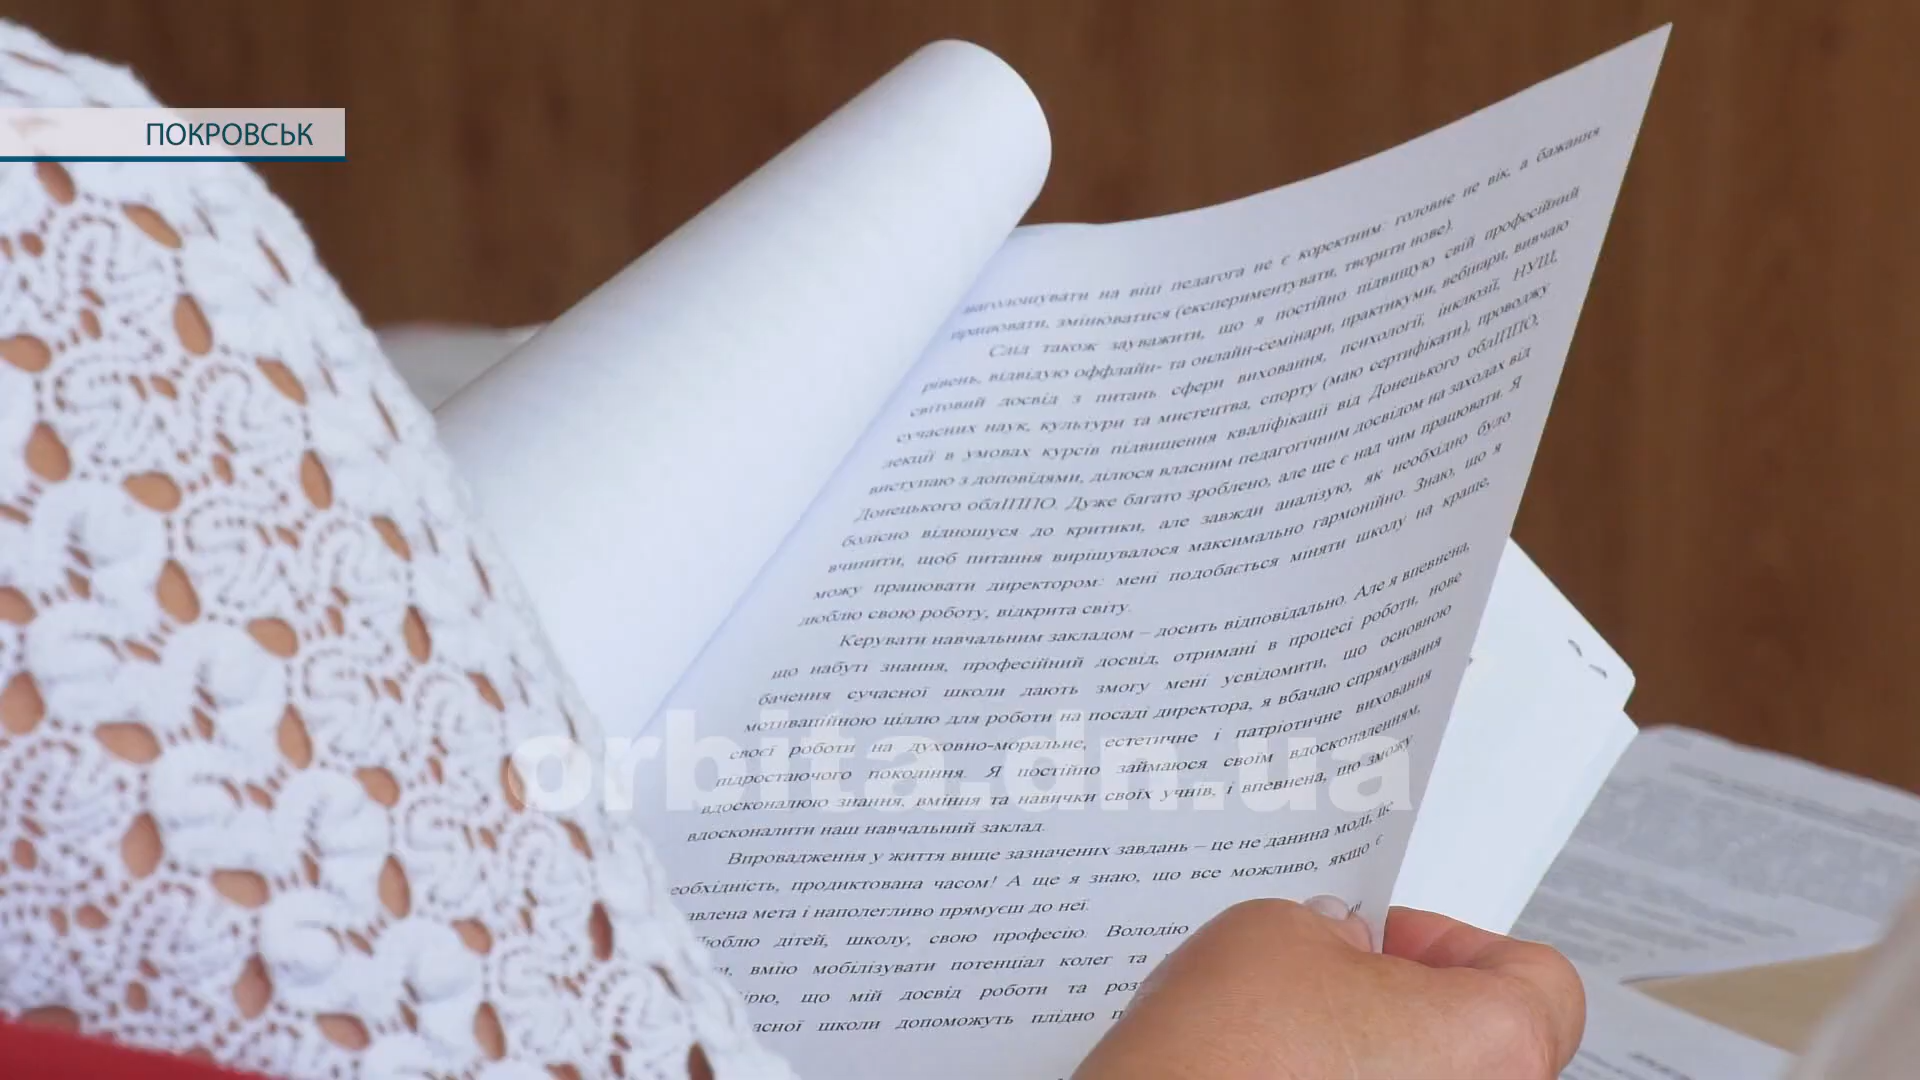 ПОКРОВСЬК
наголошувати на віці педагога не є коректним: головне не вік, а бажання
працювати, змінюватися (експериментувати, творити нове).
Слід також зауважити, що я постійно підвищую свій професійний
рівень, відвідую оффлайн- та онлайн-семінари, практикуми, вебінари, вивчаю
світовий досвід з питань сфери виховання, психології, інклюзії, НУШ,
сучасних наук, культури та мистецтва, спорту (маю сертифікати), проводжу
лекції в умовах курсів підвищення кваліфікації від Донецького облІППО,
виступаю з доповідями, ділюся власним педагогічним досвідом на заходах від
Донецького облІППО. Дуже багато зроблено, але ще є над чим працювати. Я
болісно відношуся до критики, але завжди аналізую, як необхідно було
вчинити, щоб питання вирішувалося максимально гармонійно. Знаю, що я
можу працювати директором: мені подобається міняти школу на краще,
люблю свою роботу, відкрита світу.
Керувати навчальним закладом – досить відповідально. Але я впевнена,
що набуті знання, професійний досвід, отримані в процесі роботи, нове
бачення сучасної школи дають змогу мені усвідомити, що основною
мотиваційною ціллю для роботи на посаді директора, я вбачаю спрямування
своєї роботи на духовно-моральне, естетичне і патріотичне виховання
підростаючого покоління. Я постійно займаюся своїм вдосконаленням,
вдосконалюю знання, вміння та навички своїх учнів, і впевнена, що зможу
вдосконалити наш навчальний заклад.
orbita.dn.ua
Впровадження у життя вище зазначених завдань – це не данина моді, це
еобхідність, продиктована часом! А ще я знаю, що все можливо, якщо є
авлена мета і наполегливо прямуєш до неї.
Люблю дітей, школу, свою професію. Володію
вмію мобілізувати потенціал колег та
ірю, що мій досвід роботи та роз
асної школи допоможуть плідно п